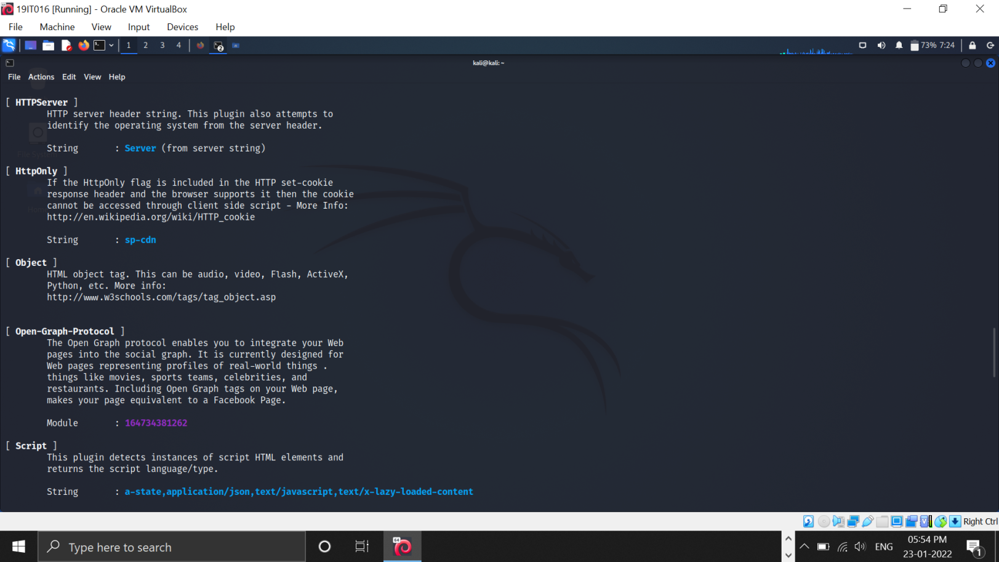 19IT016 [Running] - Oracle VM VirtualBox
File Machine View Input Devices Help
1 2 3 4
73% 7:24
kali@kali: ~
File Actions Edit View Help
[ HTTPServer ]
HTTP server header string. This plugin also attempts to
identify the operating system from the server header.
String : Server (from server string)
[ HttpOnly ]
If the HttpOnly flag is included in the HTTP set-cookie
response header and the browser supports it then the cookie
cannot be accessed through client side script - More Info:
http://en.wikipedia.org/wiki/HTTP_cookie
String : sp-cdn
[ Object ]
HTML object tag. This can be audio, video, Flash, ActiveX,
Python, etc. More info:
http://www.w3schools.com/tags/tag_object.asp
[ Open-Graph-Protocol ]
The Open Graph protocol enables you to integrate your Web
pages into the social graph. It is currently designed for
Web pages representing profiles of real-world things .
things like movies, sports teams, celebrities, and
restaurants. Including Open Graph tags on your Web page,
makes your page equivalent to a Facebook Page.
Module : 164734381262
[ Script ]
This plugin detects instances of script HTML elements and
returns the script language/type.
String : a-state,application/json,text/javascript,text/x-lazy-loaded-content
Right Ctrl
Type here to search
64
ENG
05:54 PM
23-01-2022
1